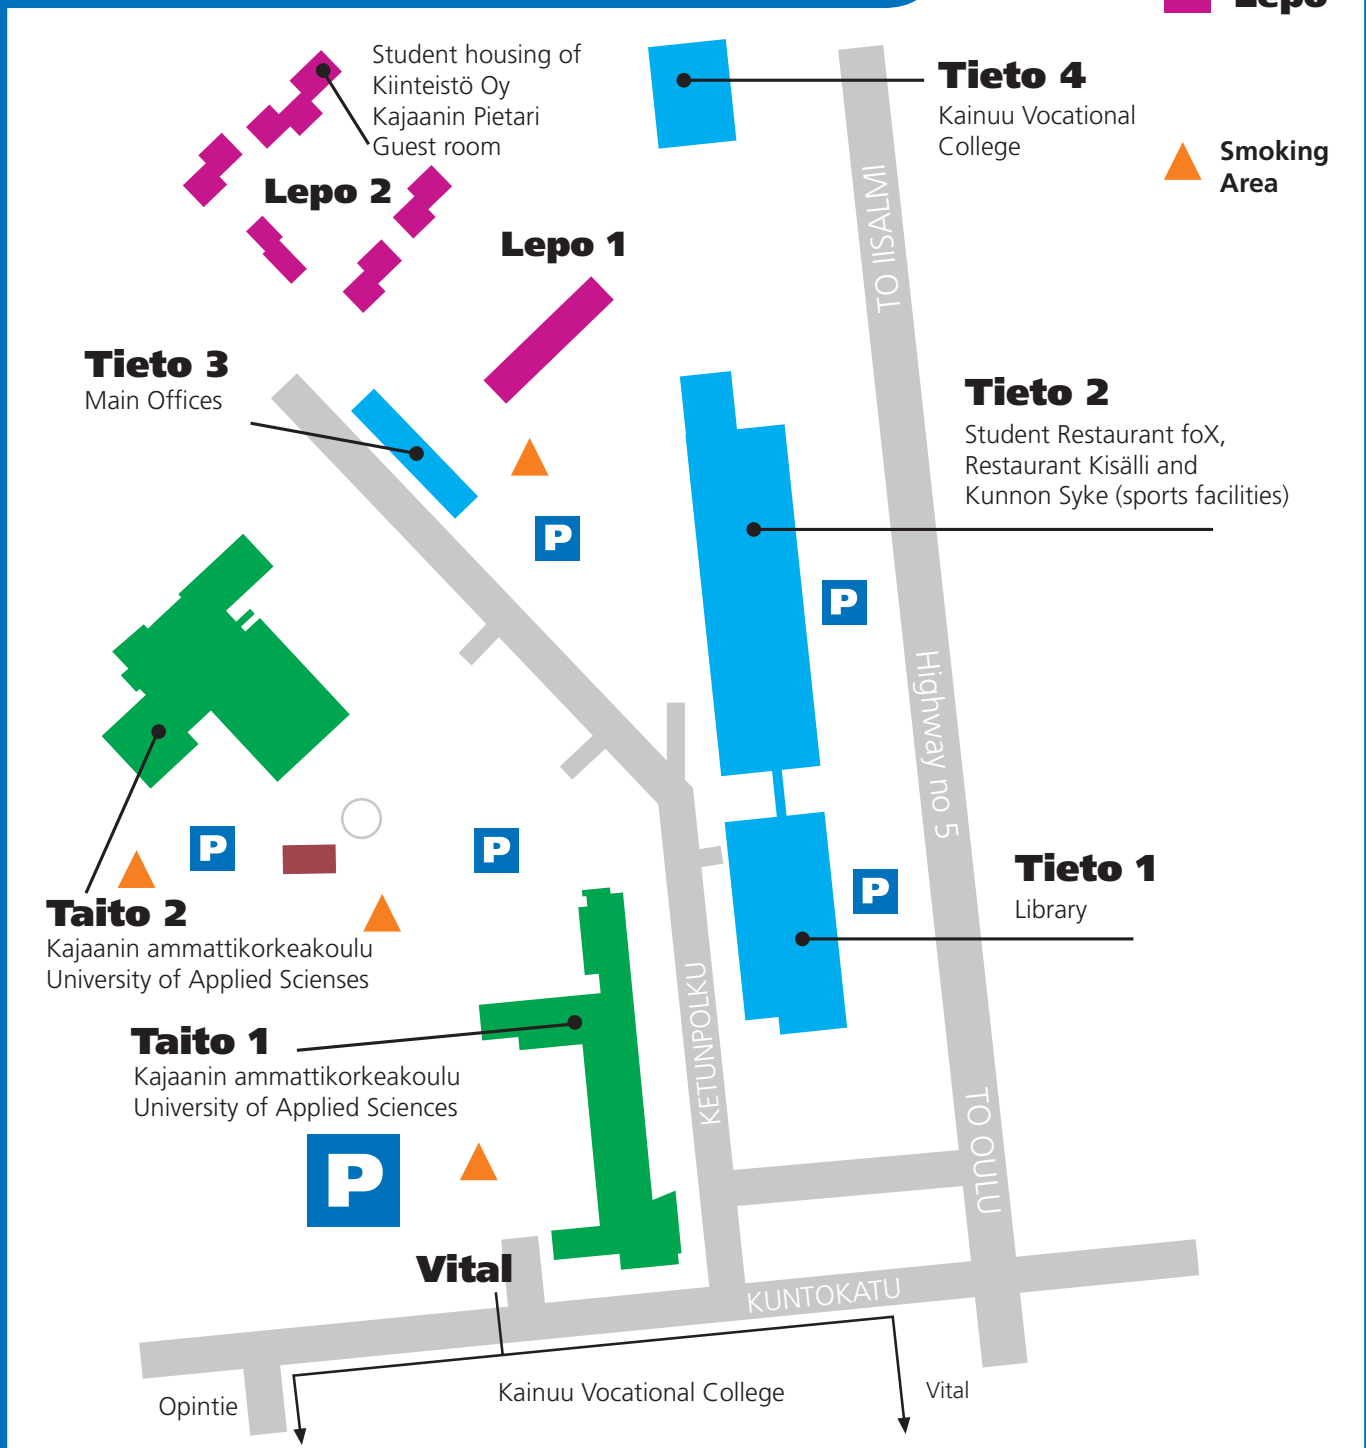 Lepo
Student housing of
Kiinteistö Oy
Kajaanin Pietari
Guest room
Tieto 4
Kainuu Vocational
College
Smoking
Area
Lepo 2
Lepo 1
TO IISALMI
Tieto 3
Main Offices
Tieto 2
Student Restaurant foX,
Restaurant Kisälli and
Kunnon Syke (sports facilities)
P
P
Highway no 5
P
P
Tieto 1
Library
P
Taito 2
Kajaanin ammattikorkeakoulu
University of Applied Scienses
KETUNPOLKU
Taito 1
Kajaanin ammattikorkeakoulu
University of Applied Sciences
TO OULU
P
Vital
KUNTOKATU
Opintie
Kainuu Vocational College
Vital